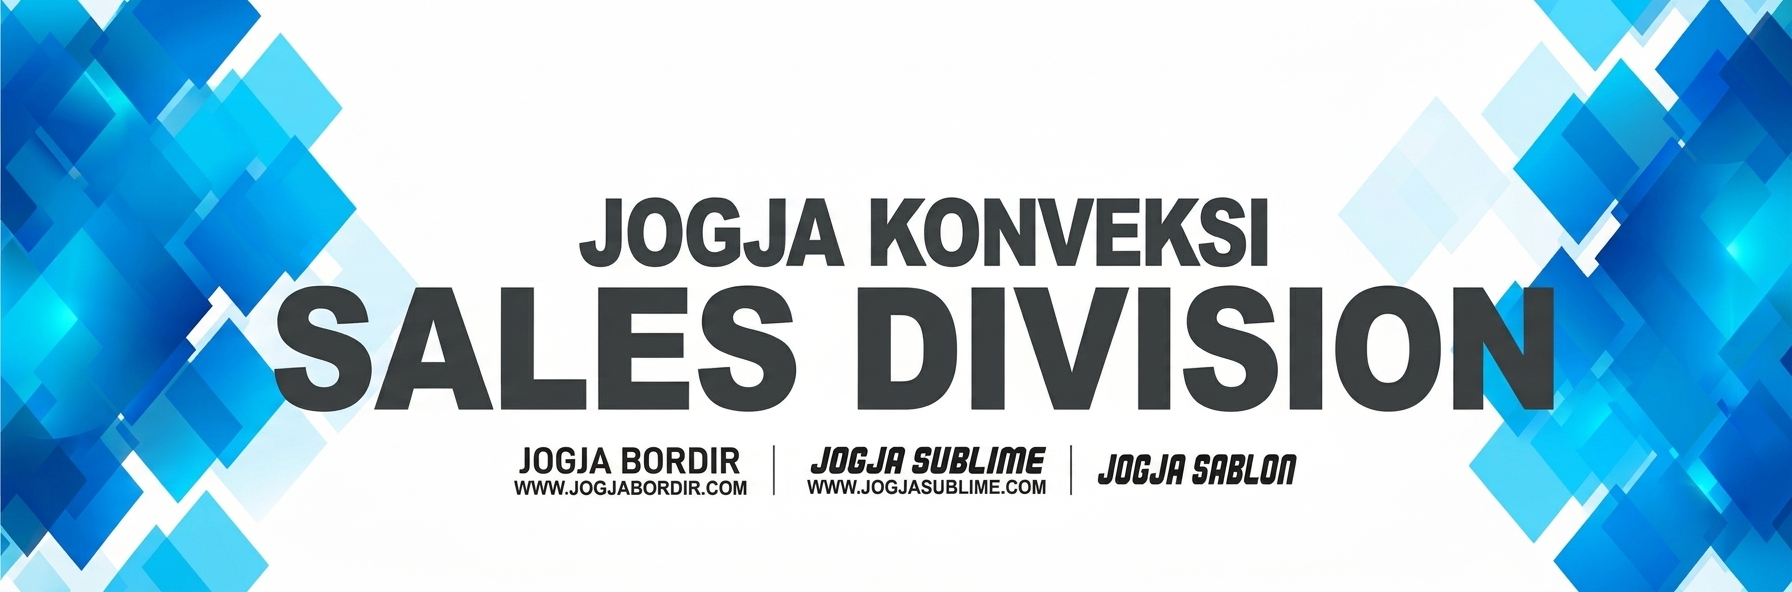 JOGJA KONVEKSI
SALES DIVISION
JOGJA BORDIR
WWW.JOGJABORDIR.COM
JOGJA SUBLIME
WWW.JOGJASUBLIME.COM
JOGJA SABLON